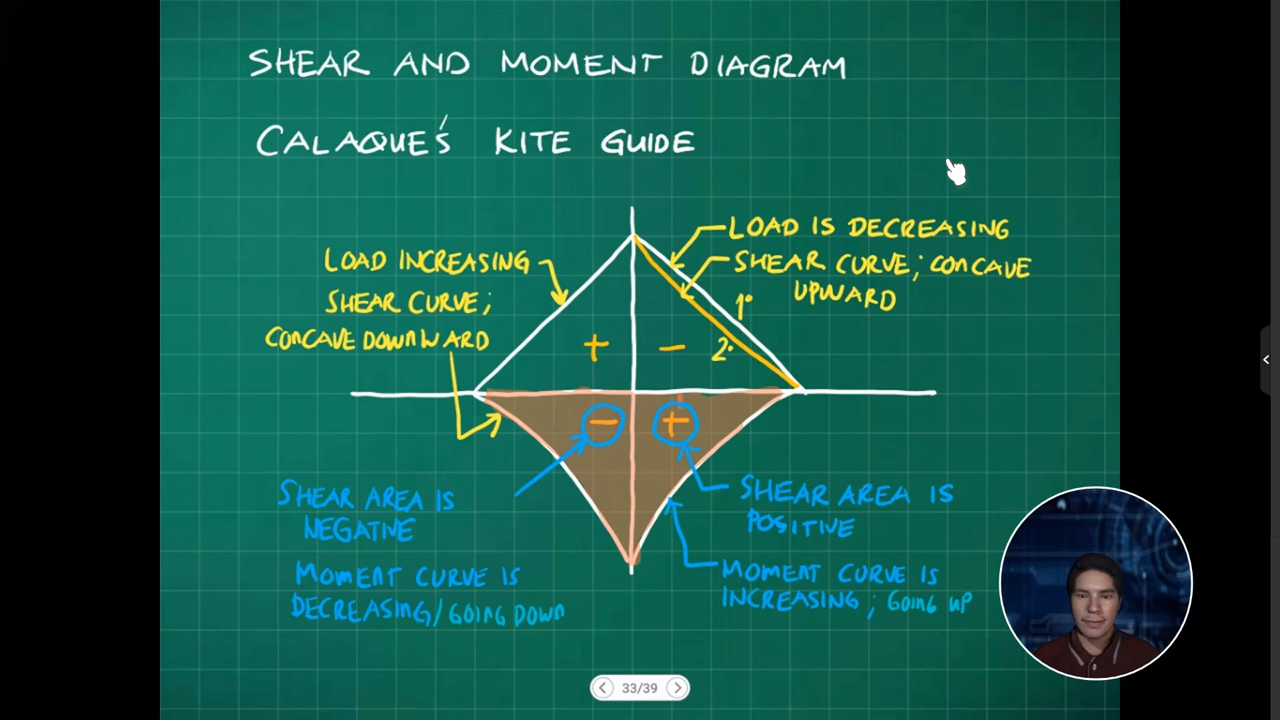 SHEAR AND MOMENT DIAGRAM
CALAQUE'S KITE GUIDE
LOAD INCREASING
SHEAR CURVE;
CONCAVE DOWNWARD
LOAD IS DECREASING
SHEAR CURVE; CONCAVE
UPWARD
1°
2°
+
-
-
+
SHEAR AREA IS
NEGATIVE
MOMENT CURVE IS
DECREASING/GOING DOWN
SHEAR AREA IS
POSITIVE
MOMENT CURVE IS
INCREASING; GOING UP
33/39